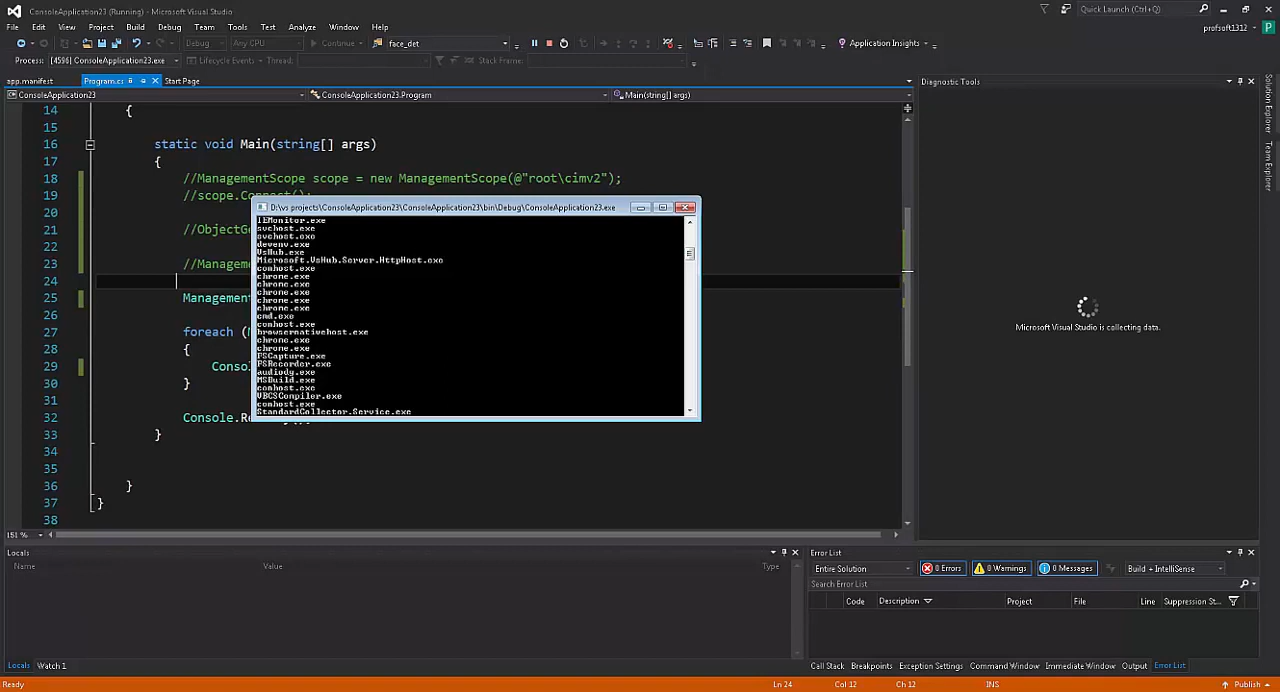 ConsoleApplication23 (Running) - Microsoft Visual Studio
Quick Launch (Ctrl+Q)
File Edit View Project Build Debug Team Tools Test Analyze Window Help
profsoft1312 P
Debug Any CPU Continue face_det Application Insights
Process: [4596] ConsoleApplication23.exe Lifecycle Events Thread: Stack Frame:
app.manifest Program.cs Start Page
Diagnostic Tools
ConsoleApplication23 ConsoleApplication23.Program Main(string[] args)
14 {
15
16 static void Main(string[] args)
17 {
18 //ManagementScope scope = new ManagementScope(@"root\cimv2");
19 //scope.Connect();
20
21 //ObjectGe
22
23 //Manageme
24
25 Management
26
27 foreach (M
28 {
29 Conso
30 }
31
32 Console.Re
33 }
34
35
36 }
37 }
38
D:\vs projects\ConsoleApplication23\ConsoleApplication23\bin\Debug\ConsoleApplication23.exe
IEMonitor.exe
svchost.exe
svchost.exe
devenv.exe
VsHub.exe
Microsoft.VsHub.Server.HttpHost.exe
conhost.exe
chrome.exe
chrome.exe
chrome.exe
chrome.exe
chrome.exe
cmd.exe
conhost.exe
browsernativehost.exe
chrome.exe
chrome.exe
PSCapture.exe
PSRecorder.exe
audiodg.exe
MSBuild.exe
conhost.exe
VBCSCompiler.exe
conhost.exe
StandardCollector.Service.exe
Microsoft Visual Studio is collecting data.
Solution Explorer
Team Explorer
151 %
Locals
Name Value Type
Locals Watch 1
Error List
Entire Solution 0 Errors 0 Warnings 0 Messages Build + IntelliSense
Search Error List
Code Description Project File Line Suppression St...
Call Stack Breakpoints Exception Settings Command Window Immediate Window Output Error List
Ready Ln 24 Col 12 Ch 12 INS Publish